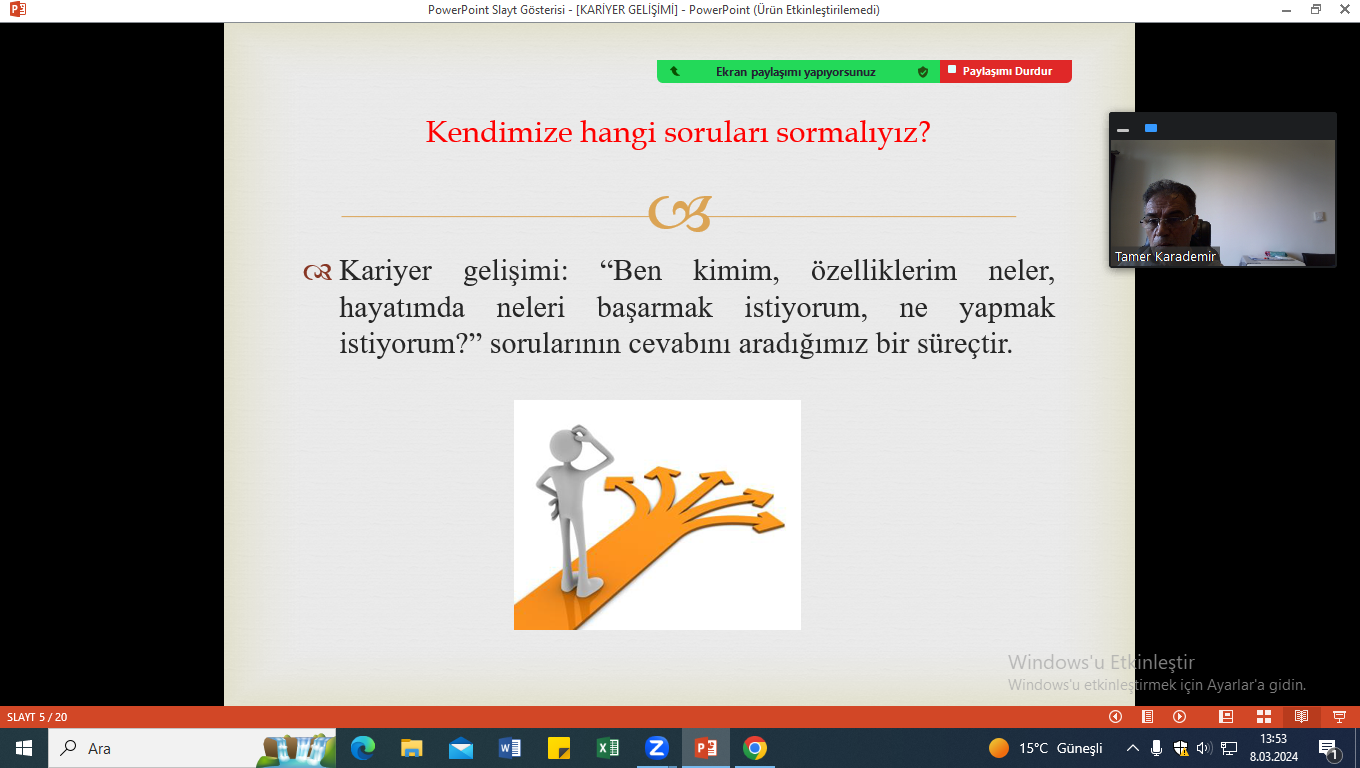 PowerPoint Slayt Gösterisi - [KARİYER GELİŞİMİ] - PowerPoint (Ürün Etkinleştirilemedi)
Ekran paylaşımı yapıyorsunuz
Paylaşımı Durdur
Kendimize hangi soruları sormalıyız?
Tamer Karademir
Kariyer gelişimi: “Ben kimim, özelliklerim neler,
hayatımda neleri başarmak istiyorum, ne yapmak
istiyorum?” sorularının cevabını aradığımız bir süreçtir.
Windows'u Etkinleştir
Windows'u etkinleştirmek için Ayarlar'a gidin.
SLAYT 5 / 20
Ara
15°C Güneşli
13:53
8.03.2024
1